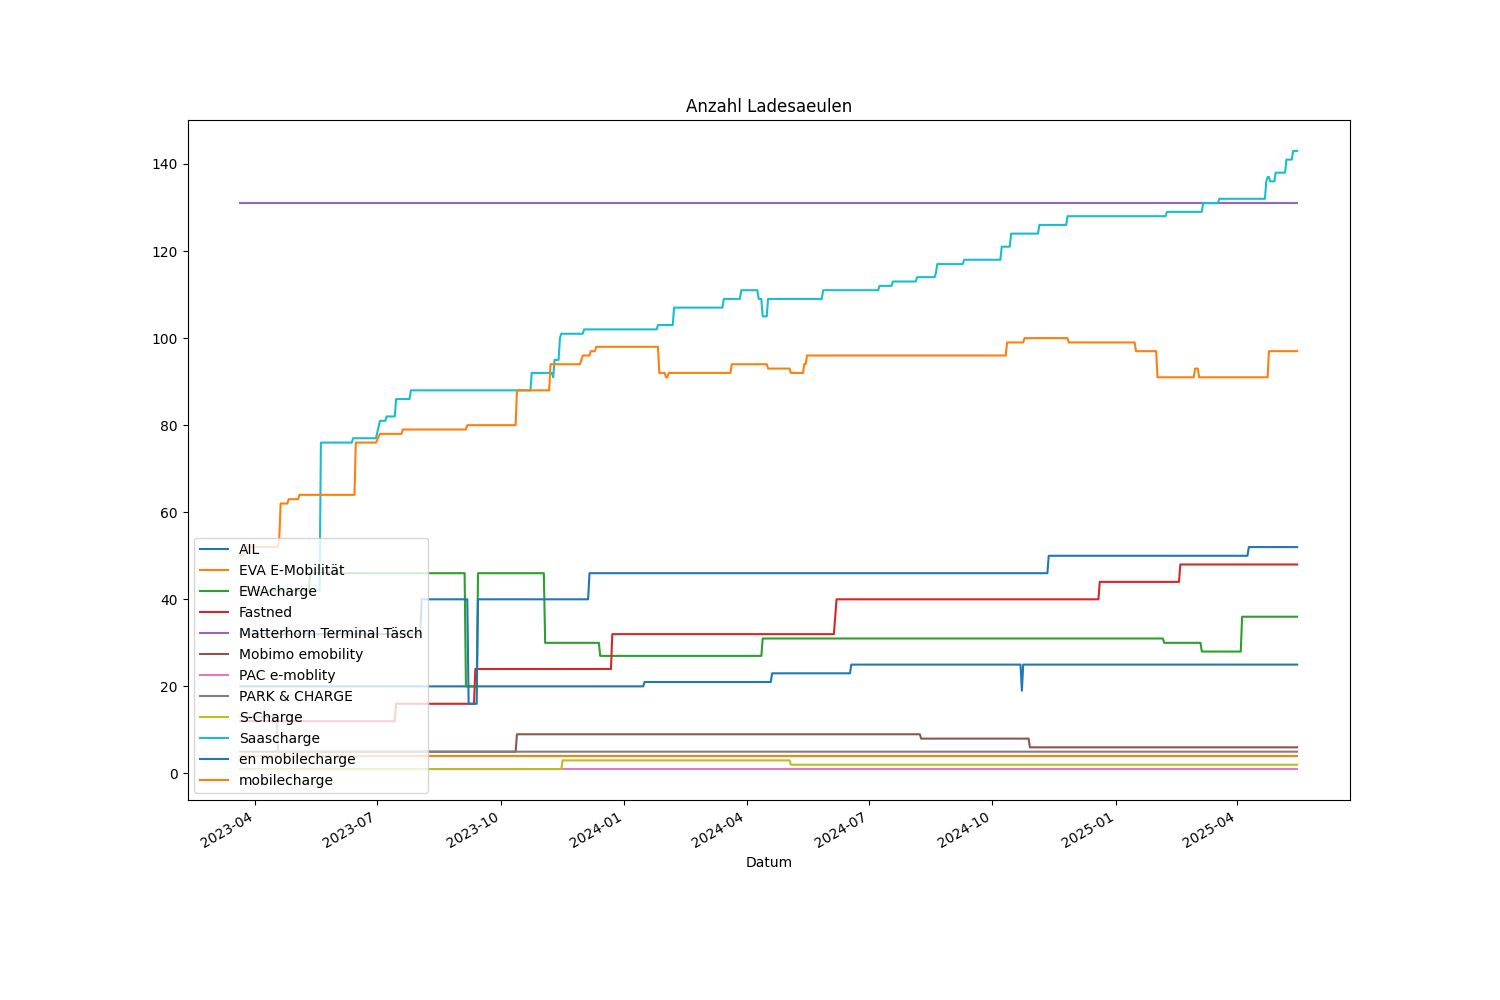 Anzahl Ladesaeulen
140
120
100
80
60
40
20
0
AIL
EVA E-Mobilität
EWAcharge
Fastned
Matterhorn Terminal Täsch
Mobimo emobility
PAC e-moblity
PARK & CHARGE
S-Charge
Saascharge
en mobilecharge
mobilecharge
2023-04
2023-07
2023-10
2024-01
2024-04
2024-07
2024-10
2025-01
2025-04
Datum